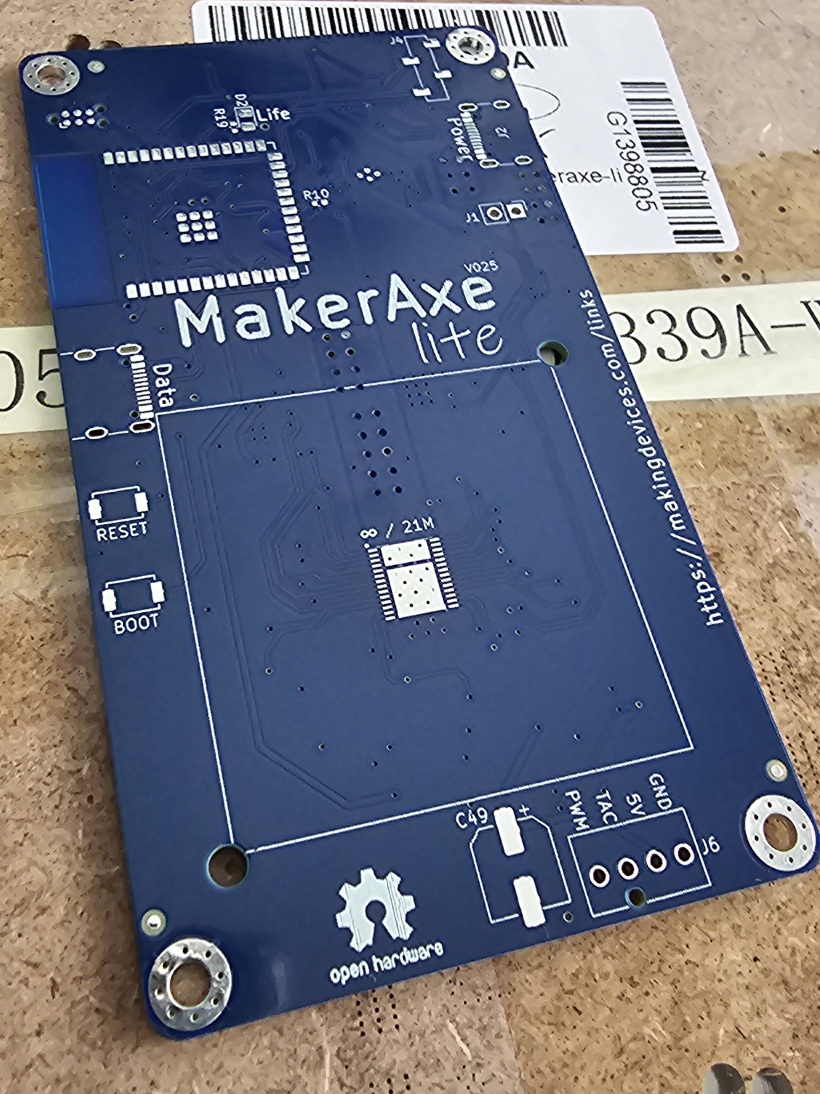 J4
D2
Life
R19
Power
J2
R10
J1
G1398805
eraxe-li
V025
MakerAxe
lite
05
339A-
Data
https://makingdevices.com/links
RESET
BOOT
∞ / 21M
C49
+
PWM
TAC
5V
GND
J6
open hardware